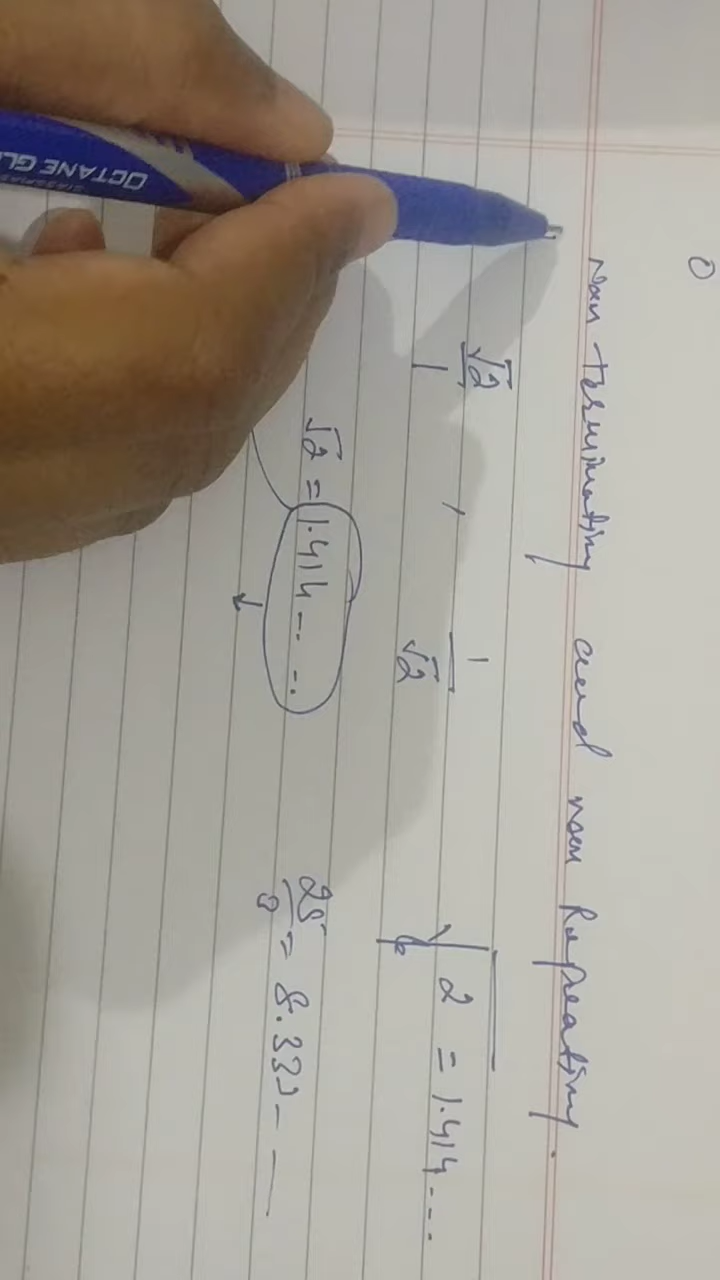 Non-terminating and non Repeating.
√2/1 , 1/√2 √2 = 1.414...
√2 = 1.414--..
25/3 = 8.333- —
OCTANE GL